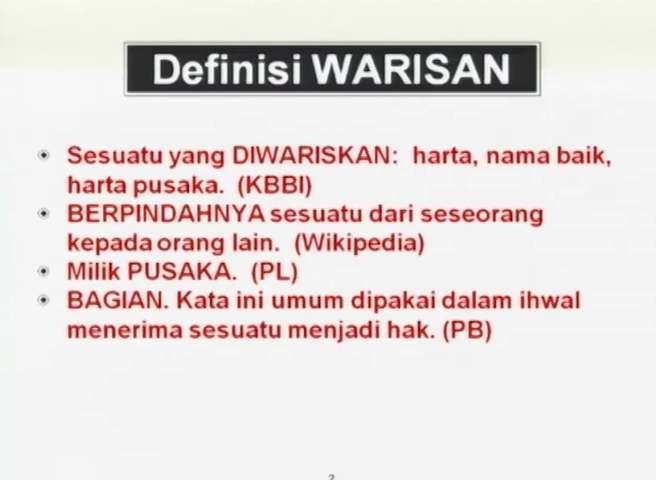 Definisi WARISAN
Sesuatu yang DIWARISKAN: harta, nama baik,
harta pusaka. (KBBI)
BERPINDAHNYA sesuatu dari seseorang
kepada orang lain. (Wikipedia)
Milik PUSAKA. (PL)
BAGIAN. Kata ini umum dipakai dalam ihwal
menerima sesuatu menjadi hak. (PB)